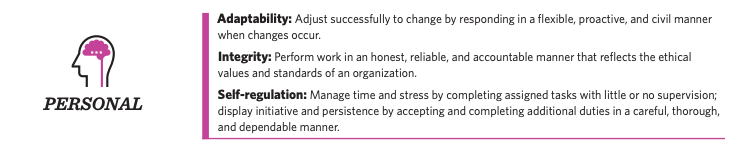 PERSONAL
Adaptability: Adjust successfully to change by responding in a flexible, proactive, and civil manner
when changes occur.
Integrity: Perform work in an honest, reliable, and accountable manner that reflects the ethical
values and standards of an organization.
Self-regulation: Manage time and stress by completing assigned tasks with little or no supervision;
display initiative and persistence by accepting and completing additional duties in a careful, thorough,
and dependable manner.